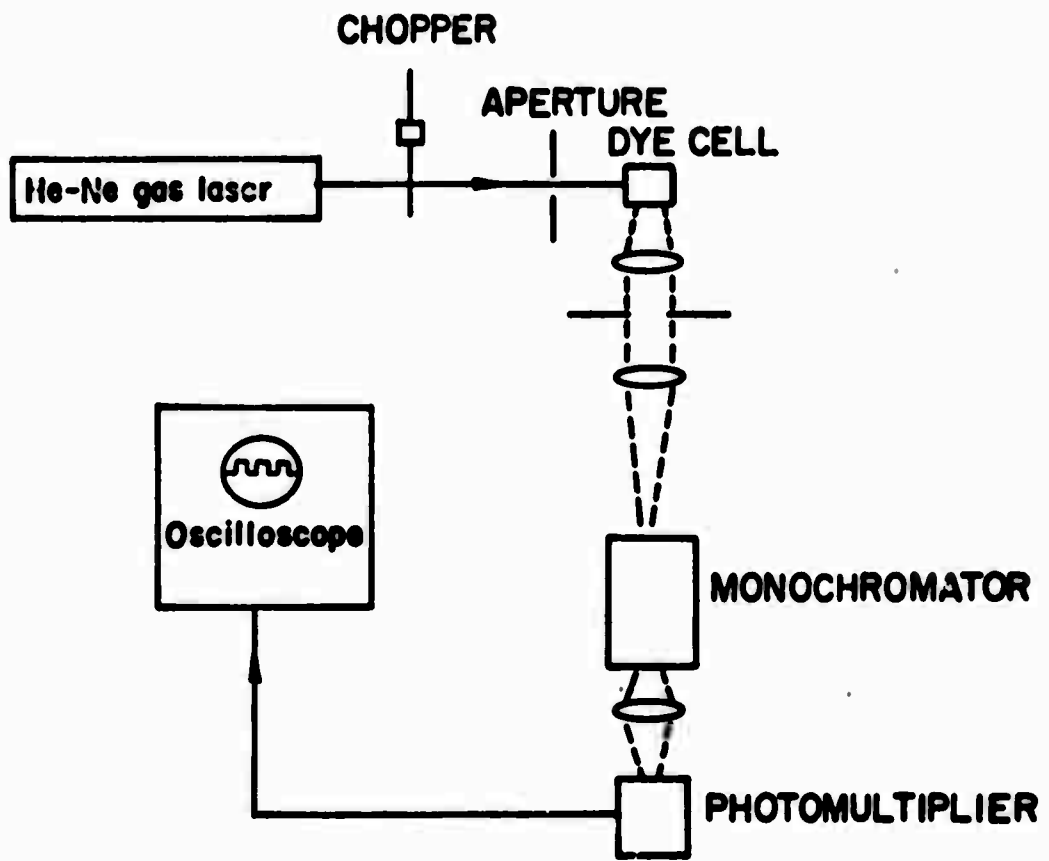 CHOPPER
APERTURE
DYE CELL
He-Ne gas laser
Oscilloscope
MONOCHROMATOR
PHOTOMULTIPLIER